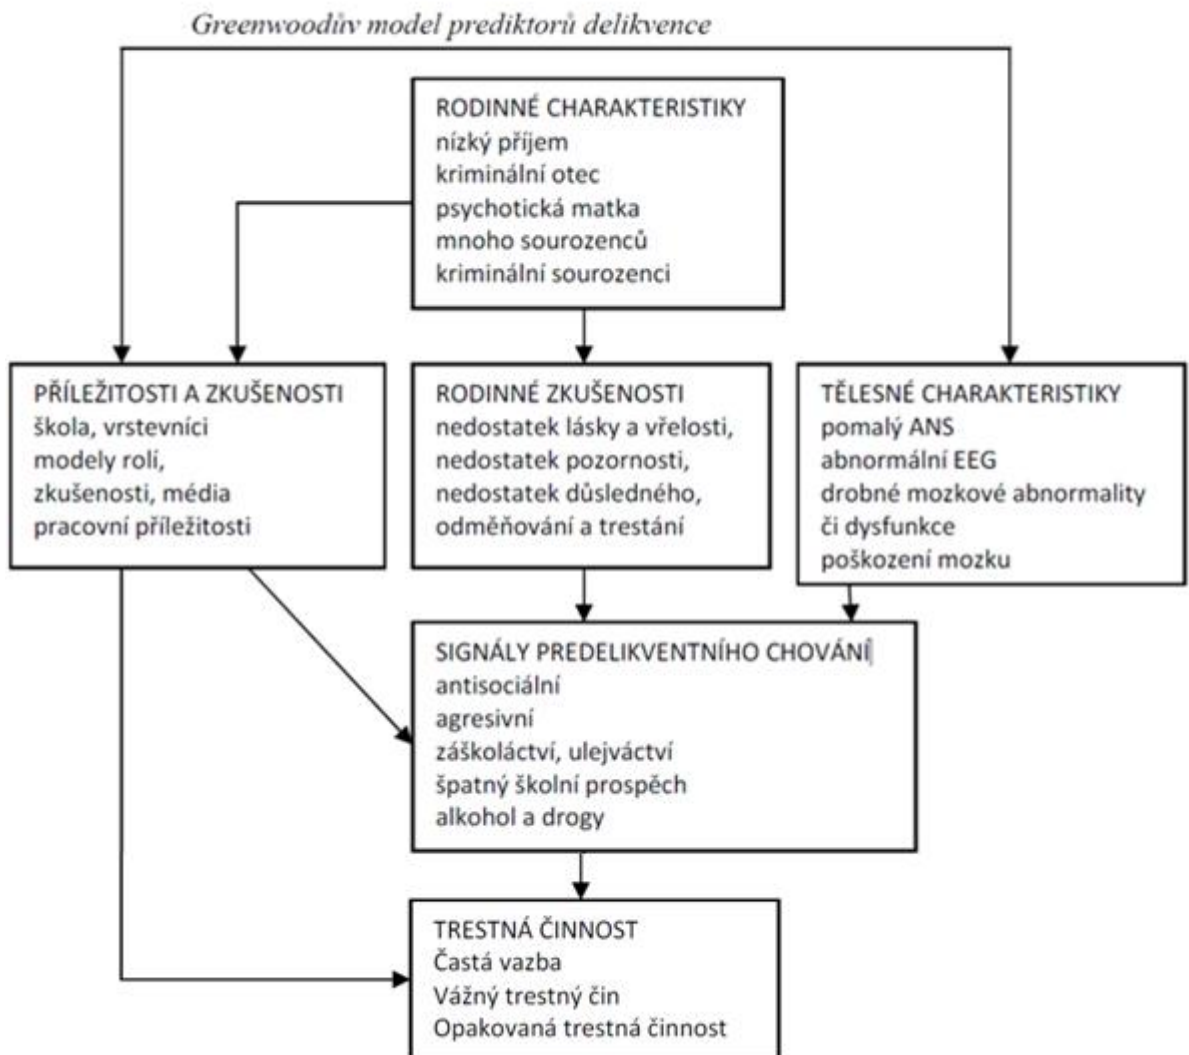 Greenwoodův model prediktorů delikvence
RODINNÉ CHARAKTERISTIKY
nízký příjem
kriminální otec
psychotická matka
mnoho sourozenců
kriminální sourozenci
PŘÍLEŽITOSTI A ZKUŠENOSTI
škola, vrstevníci
modely rolí,
zkušenosti, média
pracovní příležitosti
RODINNÉ ZKUŠENOSTI
nedostatek lásky a vřelosti,
nedostatek pozornosti,
nedostatek důsledného,
odměňování a trestání
TĚLESNÉ CHARAKTERISTIKY
pomalý ANS
abnormální EEG
drobné mozkové abnormality
či dysfunkce
poškození mozku
SIGNÁLY PREDELIKVENTNÍHO CHOVÁNÍ
antisociální
agresivní
záškoláctví, ulejváctví
špatný školní prospěch
alkohol a drogy
TRESTNÁ ČINNOST
Častá vazba
Vážný trestný čin
Opakovaná trestná činnost